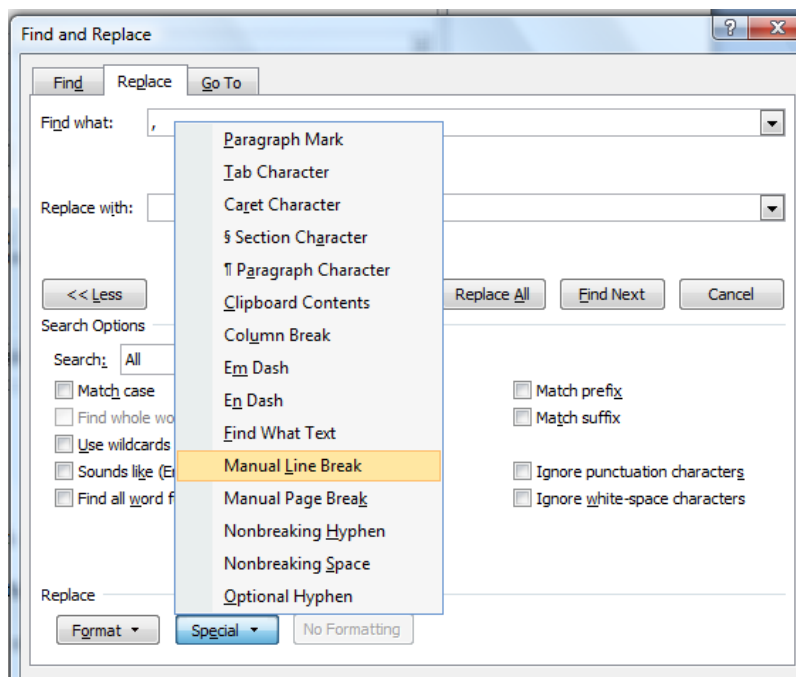 Find and Replace
?
X
Find
Replace
Go To
Find what:
,
Replace with:
Paragraph Mark
Tab Character
Caret Character
§ Section Character
¶ Paragraph Character
Clipboard Contents
Column Break
Em Dash
En Dash
Find What Text
Manual Line Break
Manual Page Break
Nonbreaking Hyphen
Nonbreaking Space
Optional Hyphen
<< Less
Replace All
Find Next
Cancel
Search Options
Search: All
Match case
Find whole wo
Use wildcards
Sounds like (E
Find all word f
Match prefix
Match suffix
Ignore punctuation characters
Ignore white-space characters
Replace
Format
Special
No Formatting